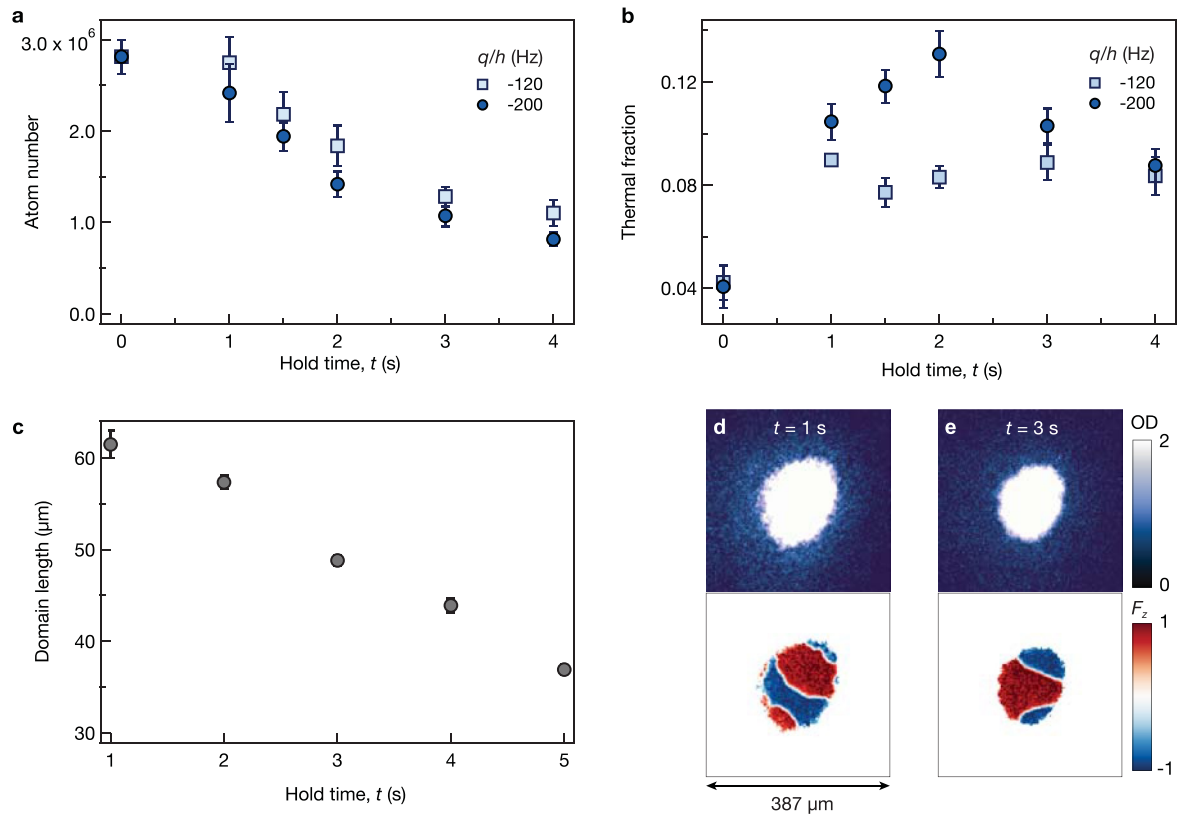 a
3.0 x 10⁶
2.0
1.0
0.0
Atom number
q/h (Hz)
-120
-200
0 1 2 3 4
Hold time, t (s)
b
0.12
0.08
0.04
Thermal fraction
q/h (Hz)
-120
-200
0 1 2 3 4
Hold time, t (s)
c
60
50
40
30
Domain length (µm)
1 2 3 4 5
Hold time, t (s)
d t = 1 s
e t = 3 s
OD
2
0
F_z
1
-1
387 µm